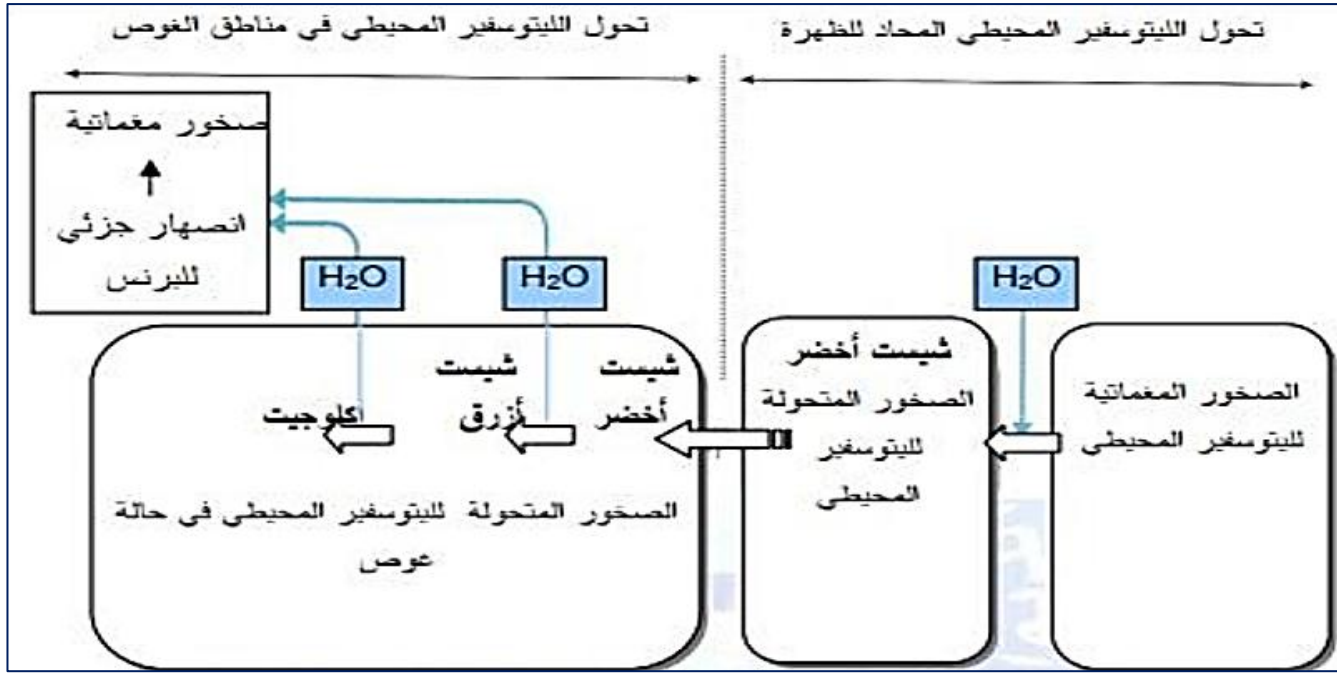 تحول الليتوسفير المحيطي المحاد للظهرة
تحول الليتوسفير المحيطي في مناطق الغوص
H2O
الصخور المغماتية
لليتوسفير المحيطي
شيست أخضر
الصخور المتحولة
لليتوسفير
المحيطي
شيست
أخضر
H2O
شيست
أزرق
H2O
اكلوجيت
الصخور المتحولة لليتوسفير المحيطي في حالة
غوص
صخور مغماتية
انصهار جزئي
للبرنس